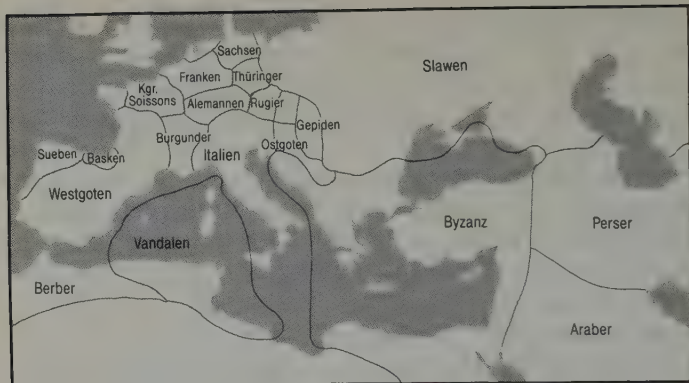 Sachsen
Slawen
Franken
Thüringer
Kgr.
Soissons
Alemannen
Rugier
Gepiden
Burgunder
Ostgoten
Italien
Sueben
Basken
Westgoten
Byzanz
Perser
Vandalen
Berber
Araber